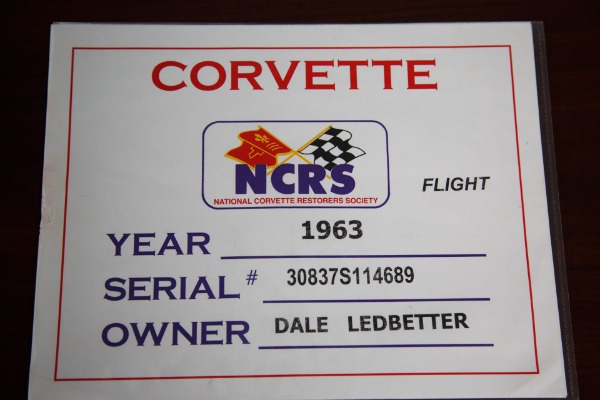 CORVETTE
NCRS
NATIONAL CORVETTE RESTORERS SOCIETY
FLIGHT
YEAR 1963
SERIAL # 30837S114689
OWNER DALE LEDBETTER